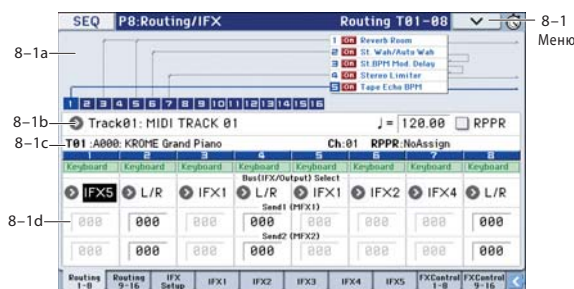 SEQ P8:Routing/IFX Routing T01-08
8-1
Меню
1 ON Reverb Room
2 ON St. Wah/Auto Wah
3 ON St.BPM Mod. Delay
4 ON Stereo Limiter
5 ON Tape Echo BPM
8-1a
1 2 3 4 5 6 7 8 9 10 11 12 13 14 15 16
8-1b
Track01: MIDI TRACK 01 ♩= 120.00 RPPR
8-1c
T01 :A000: KROME Grand Piano Ch:01 RPPR:NoAssign
1 2 3 4 5 6 7 8
Keyboard Keyboard Keyboard Keyboard Keyboard Keyboard Keyboard Keyboard
Bus(IFX/Output) Select
IFX5 L/R IFX1 L/R IFX1 IFX2 IFX4 L/R
Send1 (MFX1)
8-1d
000 000 000 000 000 000 000 000
Send2 (MFX2)
000 000 000 000 000 000 000 000
Routing 1-8 Routing 9-16 IFX Setup IFX1 IFX2 IFX3 IFX4 IFX5 FXControl 1-8 FXControl 9-16